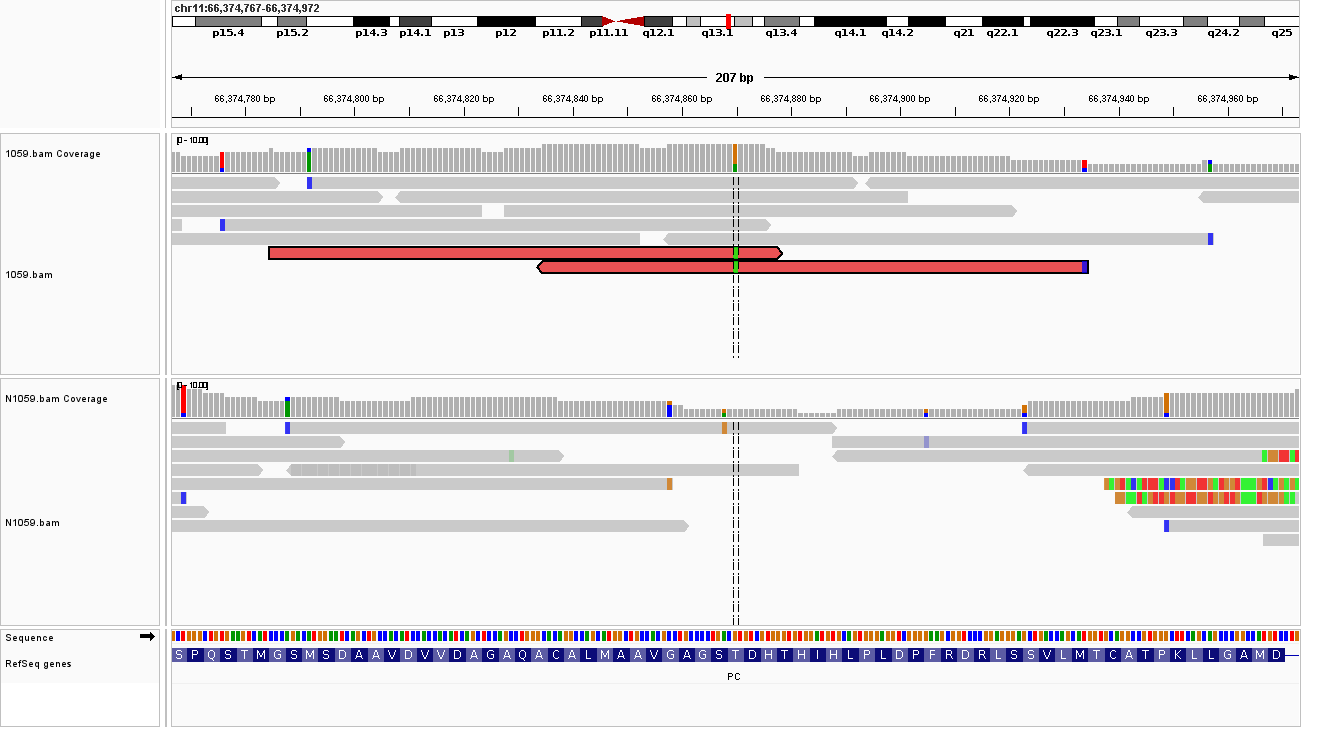 chr11:66,374,767-66,374,972
p15.4 p15.2 p14.3 p14.1 p13 p12 p11.2 p11.11 q12.1 q13.1 q13.4 q14.1 q14.2 q21 q22.1 q22.3 q23.1 q23.3 q24.2 q25
207 bp
66,374,780 bp 66,374,800 bp 66,374,820 bp 66,374,840 bp 66,374,860 bp 66,374,880 bp 66,374,900 bp 66,374,920 bp 66,374,940 bp 66,374,960 bp
[0 - 10.00]
1059.bam Coverage
1059.bam
[0 - 10.00]
N1059.bam Coverage
N1059.bam
Sequence
S P Q S T M G S M S D A A V D V V D A G A Q A C A L M A A V G A G S T D H T H I H L P L D P F R D R L S S V L M T C A T P K L L G A M D
RefSeq genes
PC